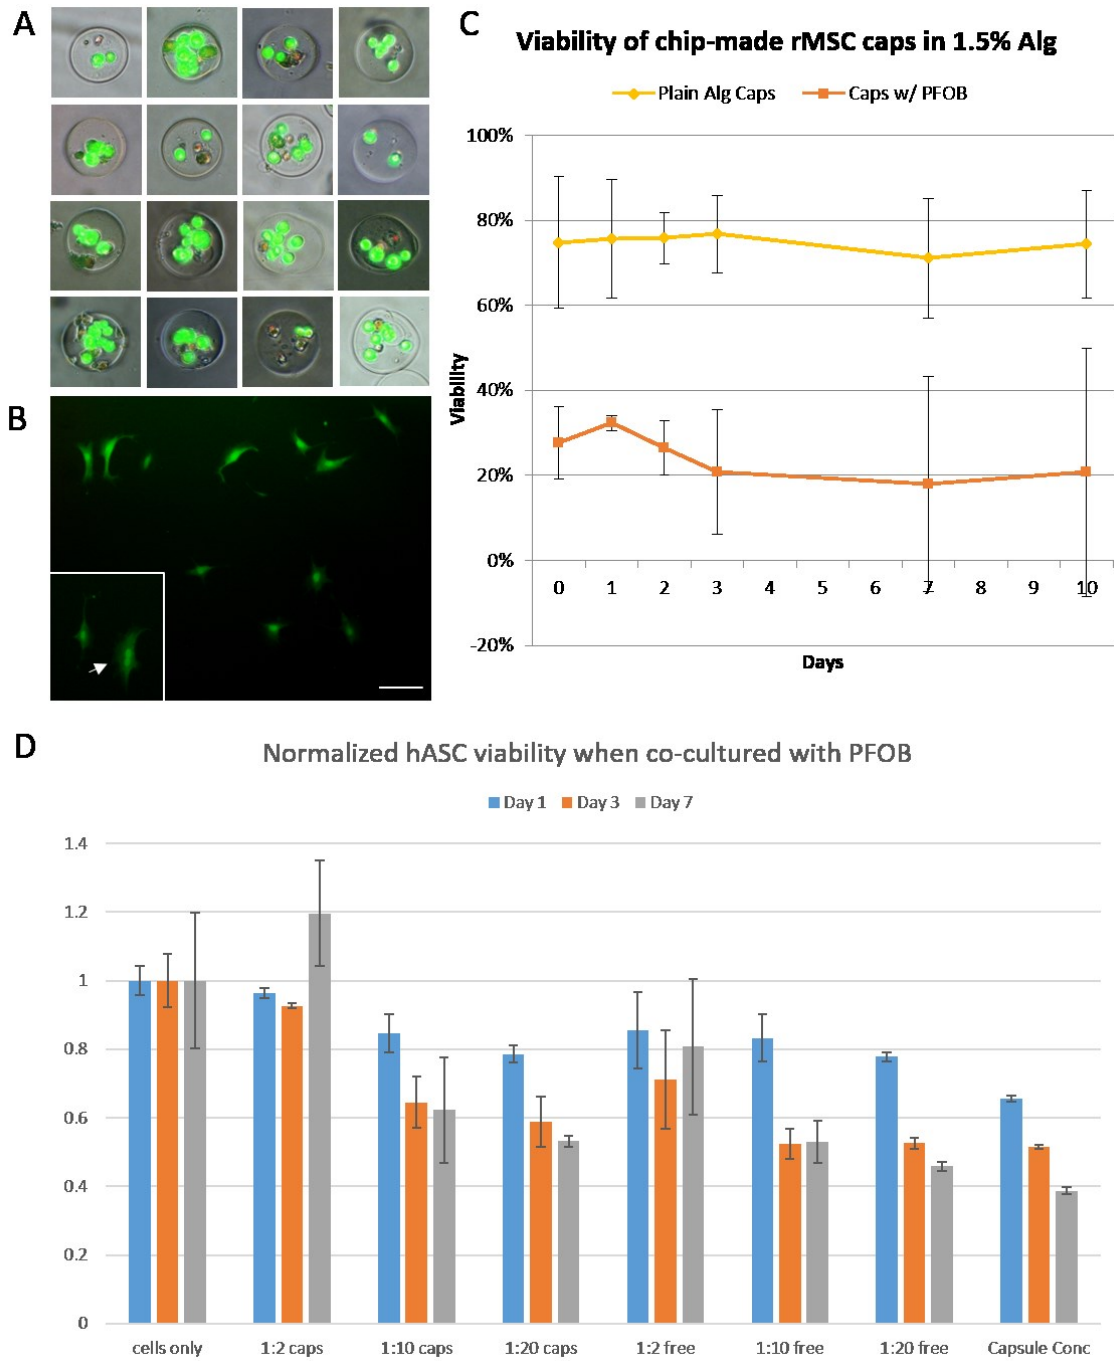 A
B
C
Viability of chip-made rMSC caps in 1.5% Alg
Plain Alg Caps Caps w/ PFOB
100%
80%
60%
40%
20%
0%
-20%
Viability
0 1 2 3 4 5 6 7 8 9 10
Days
D
Normalized hASC viability when co-cultured with PFOB
Day 1 Day 3 Day 7
1.4
1.2
1
0.8
0.6
0.4
0.2
0
cells only 1:2 caps 1:10 caps 1:20 caps 1:2 free 1:10 free 1:20 free Capsule Conc